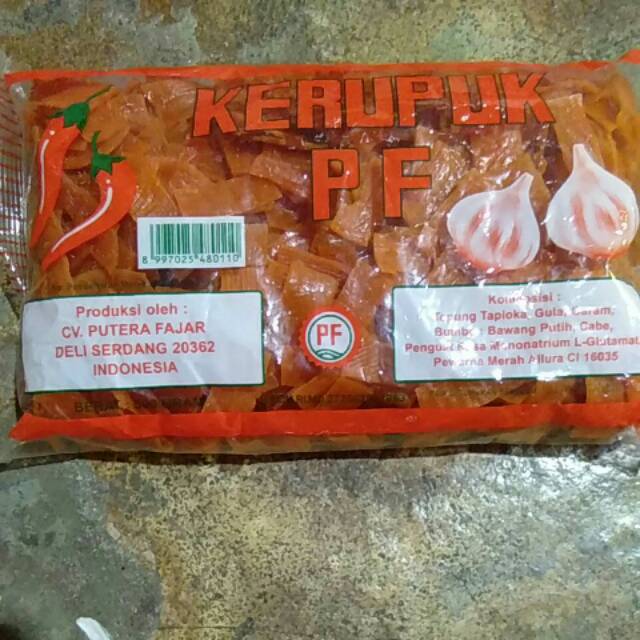 KERUPUK
PF
8 997025 480110
Produksi oleh :
CV. PUTERA FAJAR
DELI SERDANG 20362
INDONESIA
PF
Komposisi :
Tepung Tapioka, Gula, Garam,
Bumbu : Bawang Putih, Cabe,
Penguat Rasa Mononatrium L-Glutamat,
Pewarna Merah Allura CI 16035